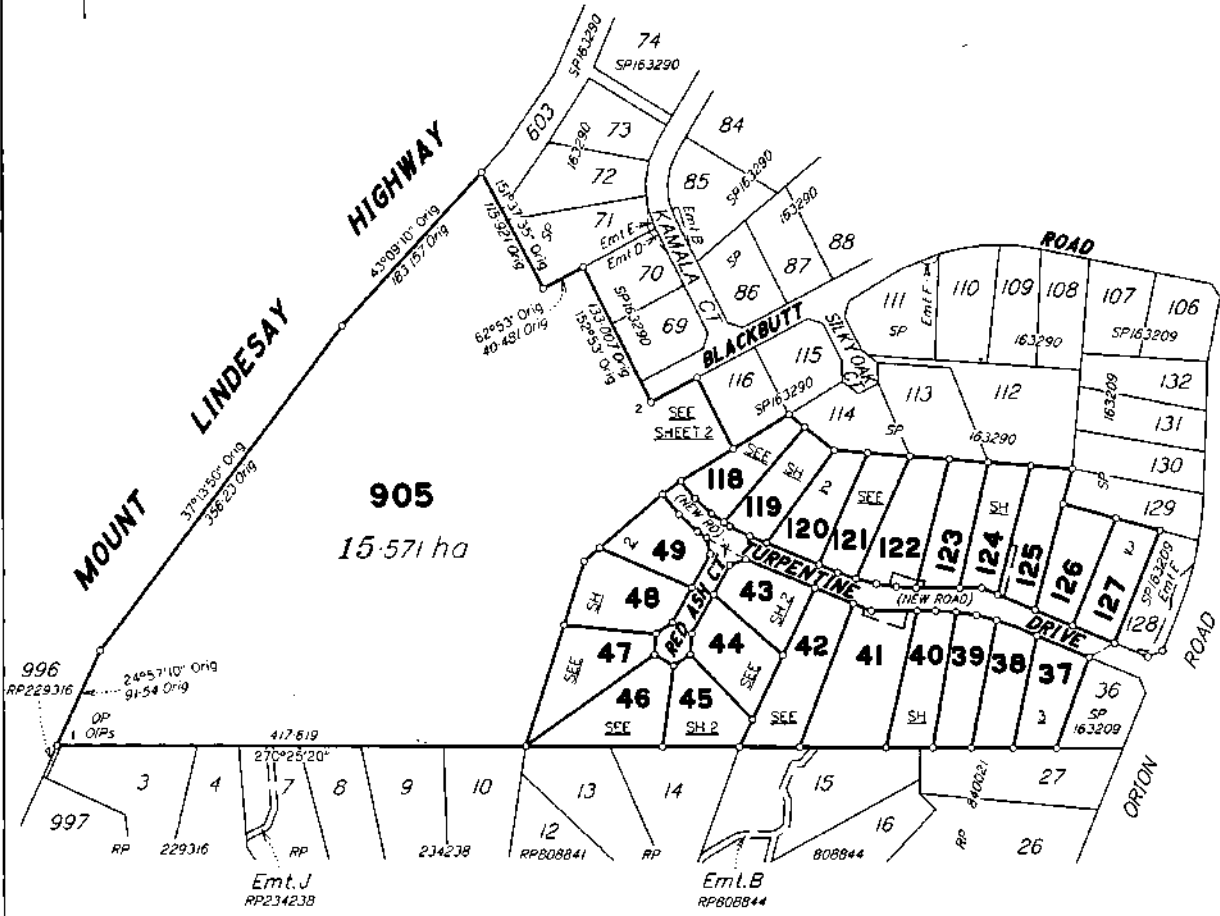 74
SP163290
SP163290
603
73
163290
72
84
85
SP163290
71
SP
Emt E
Emt D
Emt B
KAMALA CT
70
SP163290
69
SP
86
87
163290
88
MOUNT LINDESAY HIGHWAY
43°09'10" Orig
183·157 Orig
151°37'35" Orig
115·921 Orig
62°53' Orig
40·481 Orig
133·007 Orig
152°53' Orig
37°13'50" Orig
356·23 Orig
24°57'10" Orig
91·54 Orig
BLACKBUTT
ROAD
SILKY OAK CT
111
SP
Emt F-A
110
109
108
163290
107
106
SP163209
116
115
SP163290
114
113
SP
112
163290
163209
132
131
130
SP
129
2
SEE
SHEET 2
905
15·571 ha
118
SEE
119
SH
120
2
121
SEE
122
123
124
SH
125
126
127
3
128
SP163209
Emt E
(NEW RD)
TURPENTINE
(NEW ROAD)
DRIVE
RED ASH CT
49
2
48
SH
47
SEE
46
SEE
45
SH 2
44
SEE
43
SH 2
42
SEE
41
40
SH
39
38
37
3
36
SP
163209
ORION
ROAD
996
RP229316
OP
OIPs
1
2
417·619
270°25'20"
997
3
4
7
8
9
10
RP
229316
RP
234238
12
RP808841
13
14
RP
15
16
808844
840021
RP
27
26
Emt.J
RP234238
Emt.B
RP808844